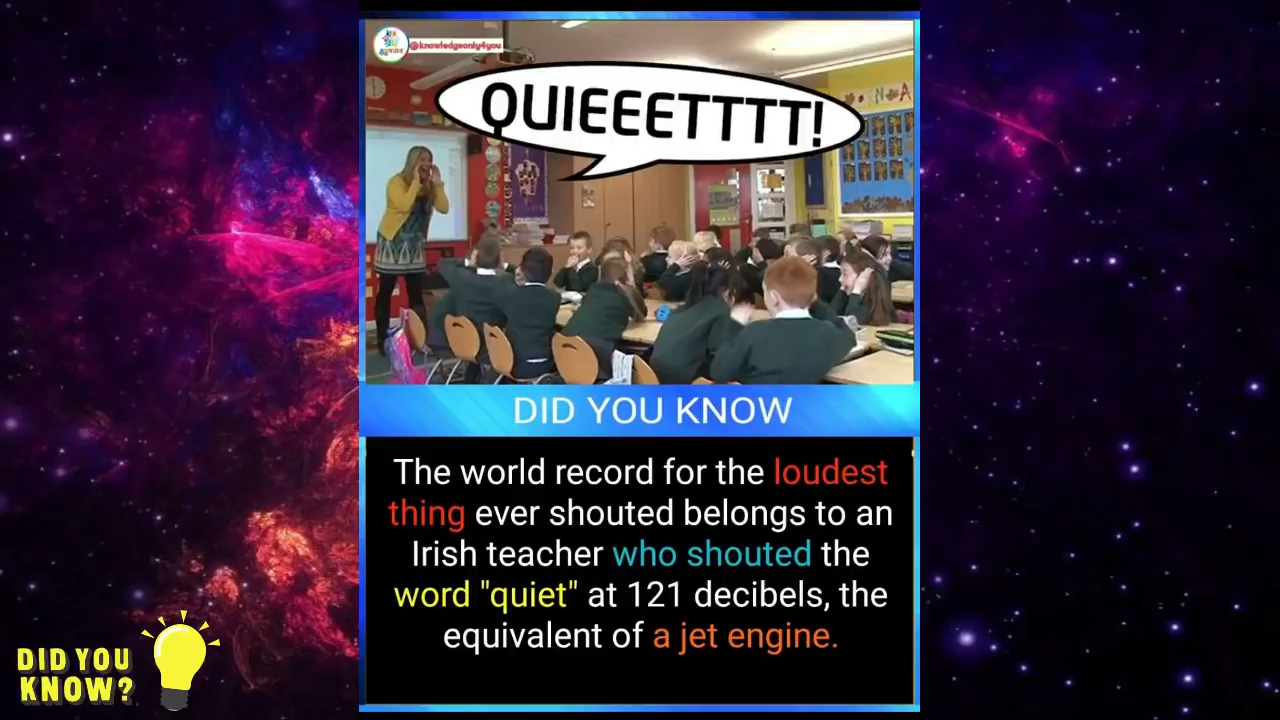 @knowledgeonly4you
QUIEEETTTT!
DID YOU KNOW
The world record for the loudest
thing ever shouted belongs to an
Irish teacher who shouted the
word "quiet" at 121 decibels, the
equivalent of a jet engine.
DID YOU
KNOW?